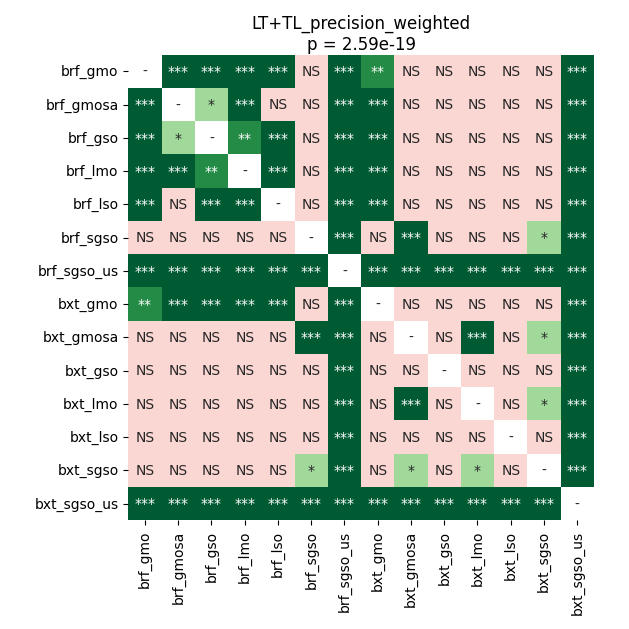 LT+TL_precision_weighted
p = 2.59e-19
brf_gmo - *** *** *** *** NS *** ** NS NS NS NS NS ***
brf_gmosa *** - * *** NS NS *** *** NS NS NS NS NS ***
brf_gso *** * - ** *** NS *** *** NS NS NS NS NS ***
brf_lmo *** *** ** - *** NS *** *** NS NS NS NS NS ***
brf_lso *** NS *** *** - NS *** *** NS NS NS NS NS ***
brf_sgso NS NS NS NS NS - *** NS *** NS NS NS * ***
brf_sgso_us *** *** *** *** *** *** - *** *** *** *** *** *** ***
bxt_gmo ** *** *** *** *** NS *** - NS NS NS NS NS ***
bxt_gmosa NS NS NS NS NS *** *** NS - NS *** NS * ***
bxt_gso NS NS NS NS NS NS *** NS NS - NS NS NS ***
bxt_lmo NS NS NS NS NS NS *** NS *** NS - NS * ***
bxt_lso NS NS NS NS NS NS *** NS NS NS NS - NS ***
bxt_sgso NS NS NS NS NS * *** NS * NS * NS - ***
bxt_sgso_us *** *** *** *** *** *** *** *** *** *** *** *** *** -
brf_gmo brf_gmosa brf_gso brf_lmo brf_lso brf_sgso brf_sgso_us bxt_gmo bxt_gmosa bxt_gso bxt_lmo bxt_lso bxt_sgso bxt_sgso_us